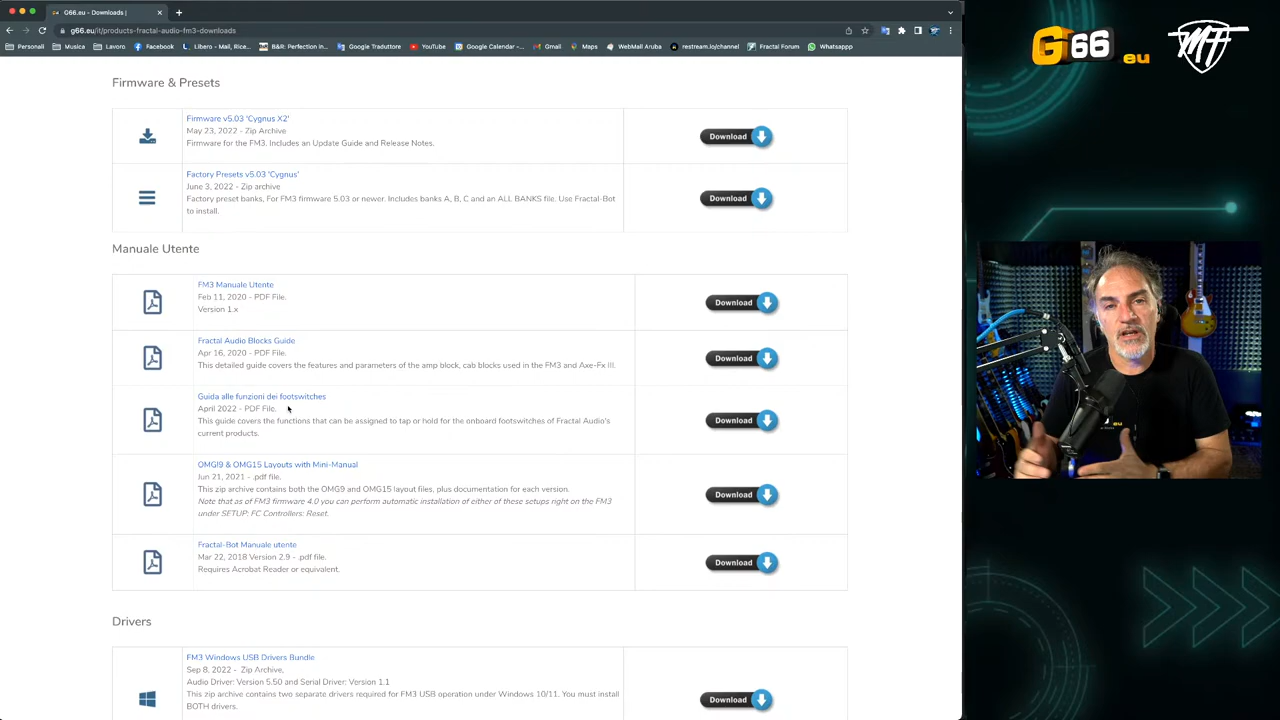 G66.eu - Downloads |
g66.eu/it/products-fractal-audio-fm3-downloads
Personali
Musica
Lavoro
Facebook
Libero - Mail, Rice...
B&R: Perfection in...
Google Traduttore
YouTube
Google Calendar -...
Gmail
Maps
WebMail Aruba
restream.io/channel
Fractal Forum
Whatsappp
G 66 .eu
MF
Firmware & Presets
Firmware v5.03 'Cygnus X2'
May 23, 2022 - Zip Archive
Firmware for the FM3. Includes an Update Guide and Release Notes.
Download
Factory Presets v5.03 'Cygnus'
June 3, 2022 - Zip archive
Factory preset banks, For FM3 firmware 5.03 or newer. Includes banks A, B, C and an ALL BANKS file. Use Fractal-Bot
to install.
Download
Manuale Utente
FM3 Manuale Utente
Feb 11, 2020 - PDF File.
Version 1.x
Download
Fractal Audio Blocks Guide
Apr 16, 2020 - PDF File.
This detailed guide covers the features and parameters of the amp block, cab blocks used in the FM3 and Axe-Fx III.
Download
Guida alle funzioni dei footswitches
April 2022 - PDF File.
This guide covers the functions that can be assigned to tap or hold for the onboard footswitches of Fractal Audio's
current products.
Download
OMG!9 & OMG15 Layouts with Mini-Manual
Jun 21, 2021 - .pdf file.
This zip archive contains both the OMG9 and OMG15 layout files, plus documentation for each version.
Note that as of FM3 firmware 4.0 you can perform automatic installation of either of these setups right on the FM3
under SETUP: FC Controllers: Reset.
Download
Fractal-Bot Manuale utente
Mar 22, 2018 Version 2.9 - .pdf file.
Requires Acrobat Reader or equivalent.
Download
Drivers
FM3 Windows USB Drivers Bundle
Sep 8, 2022 - Zip Archive,
Audio Driver: Version 5.50 and Serial Driver: Version 1.1
This zip archive contains two separate drivers required for FM3 USB operation under Windows 10/11. You must install
BOTH drivers.
Download